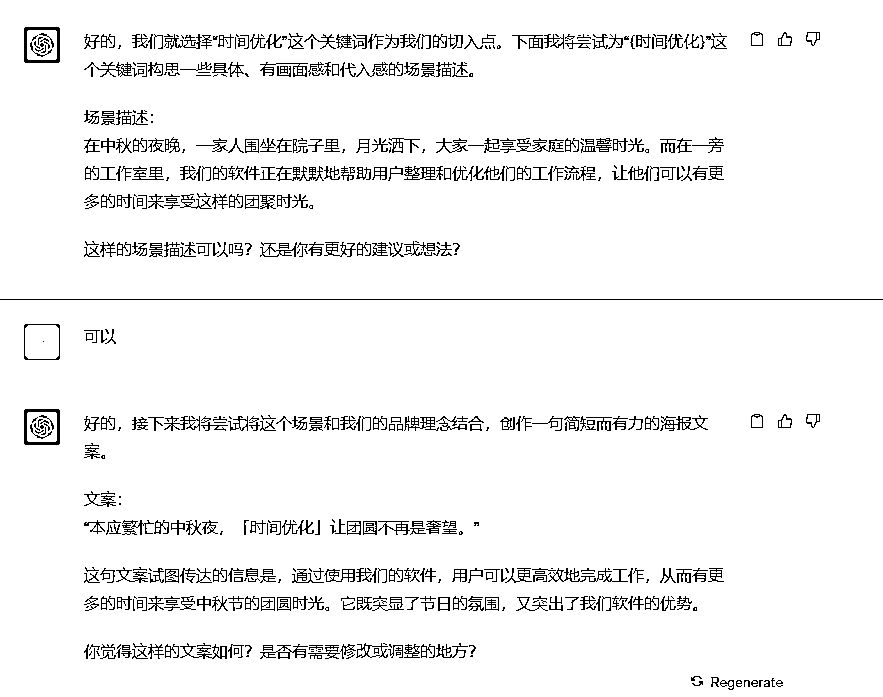 好的，我们就选择“时间优化”这个关键词作为我们的切入点。下面我将尝试为“{时间优化}”这
个关键词构思一些具体、有画面感和代入感的场景描述。
场景描述：
在中秋的夜晚，一家人围坐在院子里，月光洒下，大家一起享受家庭的温馨时光。而在一旁
的工作室里，我们的软件正在默默地帮助用户整理和优化他们的工作流程，让他们可以有更
多的时间来享受这样的团聚时光。
这样的场景描述可以吗？还是你有更好的建议或想法？
可以
好的，接下来我将尝试将这个场景和我们的品牌理念结合，创作一句简短而有力的海报文
案。
文案：
“本应繁忙的中秋夜，「时间优化」让团圆不再是奢望。”
这句文案试图传达的信息是，通过使用我们的软件，用户可以更高效地完成工作，从而有更
多的时间来享受中秋节的团圆时光。它既突显了节日的氛围，又突出了我们软件的优势。
你觉得这样的文案如何？是否有需要修改或调整的地方？
Regenerate